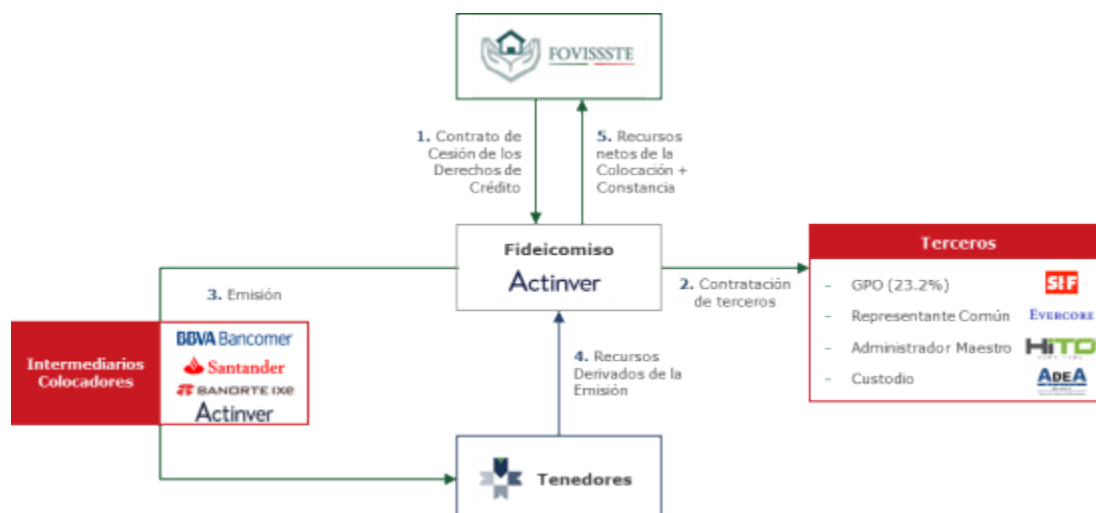 FOVISSSTE
1. Contrato de
Cesión de los
Derechos de
Crédito
5. Recursos
netos de la
Colocación +
Constancia
Fideicomiso
Actinver
2. Contratación
de terceros
Terceros
- GPO (23.2%) SHF
- Representante Común EVERCORE
- Administrador Maestro HiTO
- Custodio ADEA
3. Emisión
Intermediarios
Colocadores
BBVA Bancomer
Santander
BANORTE IXE
Actinver
4. Recursos
Derivados de la
Emisión
Tenedores